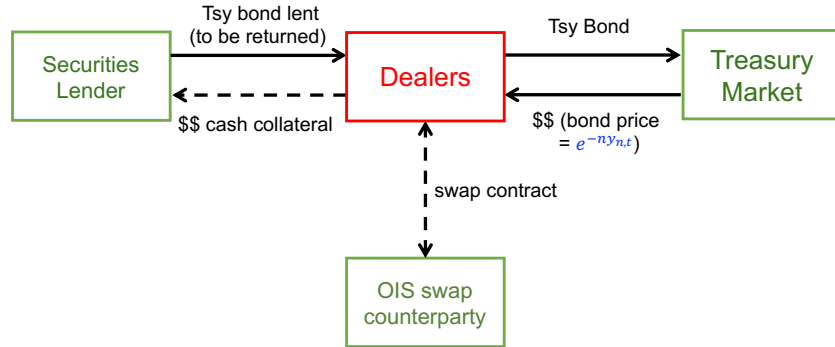 Tsy bond lent
(to be returned)
Securities
Lender
$$ cash collateral
Dealers
Tsy Bond
$$ (bond price
= e^{-ny_{n,t}})
Treasury
Market
swap contract
OIS swap
counterparty